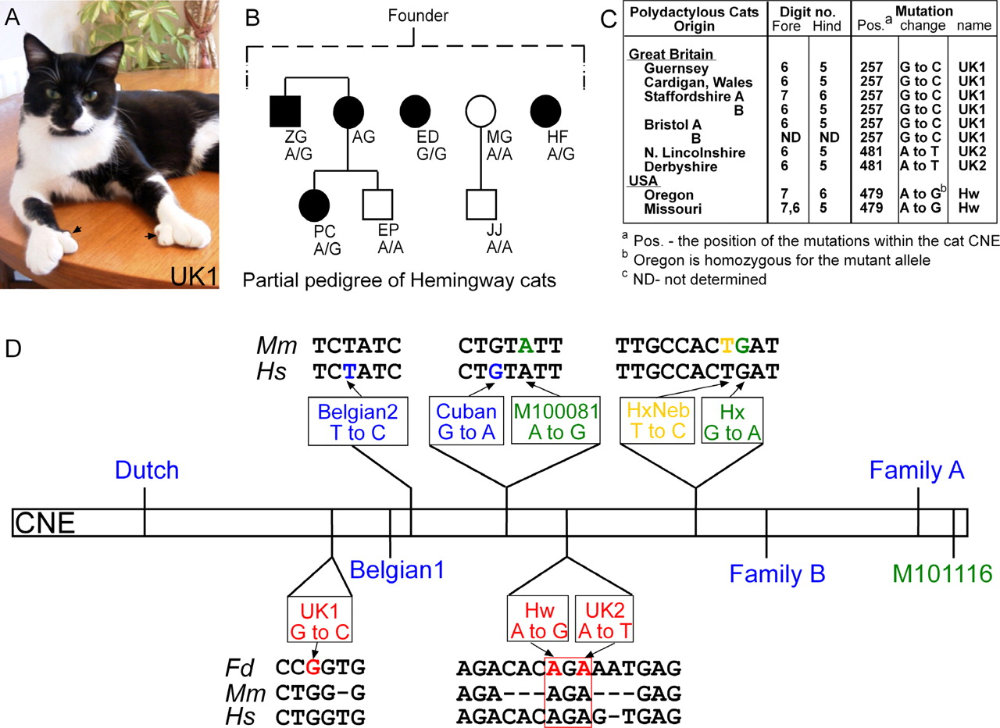 A
UK1
B
Founder
ZG
A/G
AG
ED
G/G
MG
A/A
HF
A/G
PC
A/G
EP
A/A
JJ
A/A
Partial pedigree of Hemingway cats
C
Polydactylous Cats Origin Digit no. Mutation
Fore Hind Pos.a change name
Great Britain
Guernsey 6 5 257 G to C UK1
Cardigan, Wales 6 5 257 G to C UK1
Staffordshire A 7 6 257 G to C UK1
B 6 5 257 G to C UK1
Bristol A 6 5 257 G to C UK1
B ND ND 257 G to C UK1
N. Lincolnshire 6 5 481 A to T UK2
Derbyshire 6 5 481 A to T UK2
USA
Oregon 7 6 479 A to Gb Hw
Missouri 7,6 5 479 A to G Hw
a Pos. - the position of the mutations within the cat CNE
b Oregon is homozygous for the mutant allele
c ND- not determined
D
Mm TCTATC CTGTATT TTGCCACTGAT
Hs TCTATC CTGTATT TTGCCACTGAT
Belgian2
T to C
Cuban
G to A
M100081
A to G
HxNeb
T to C
Hx
G to A
Dutch
Family A
CNE
Belgian1
Family B
M101116
UK1
G to C
Hw
A to G
UK2
A to T
Fd CCGGTG AGACACAGAAATGAG
Mm CTGG-G AGA---AGA---GAG
Hs CTGGTG AGACACAGAG-TGAG